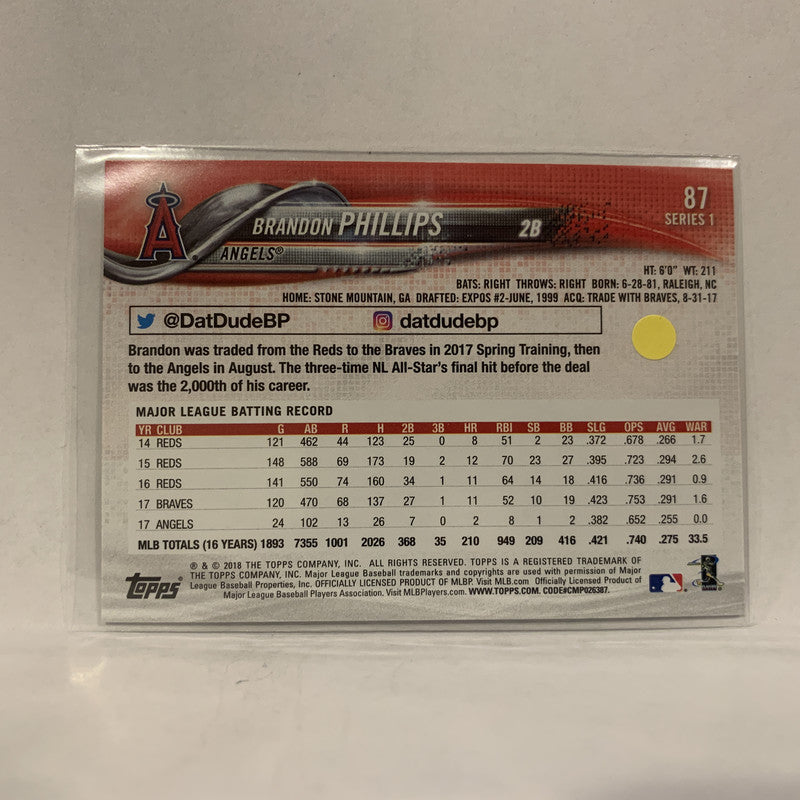 87
SERIES 1
A
BRANDON PHILLIPS 2B
ANGELS®
HT: 6'0" WT: 211
BATS: RIGHT THROWS: RIGHT BORN: 6-28-81, RALEIGH, NC
HOME: STONE MOUNTAIN, GA DRAFTED: EXPOS #2-JUNE, 1999 ACQ: TRADE WITH BRAVES, 8-31-17
@DatDudeBP datdudebp
Brandon was traded from the Reds to the Braves in 2017 Spring Training, then
to the Angels in August. The three-time NL All-Star's final hit before the deal
was the 2,000th of his career.
MAJOR LEAGUE BATTING RECORD
YR CLUB G AB R H 2B 3B HR RBI SB BB SLG OPS AVG WAR
14 REDS 121 462 44 123 25 0 8 51 2 23 .372 .678 .266 1.7
15 REDS 148 588 69 173 19 2 12 70 23 27 .395 .723 .294 2.6
16 REDS 141 550 74 160 34 1 11 64 14 18 .416 .736 .291 0.9
17 BRAVES 120 470 68 137 27 1 11 52 10 19 .423 .753 .291 1.6
17 ANGELS 24 102 13 26 7 0 2 8 1 2 .382 .652 .255 0.0
MLB TOTALS (16 YEARS) 1893 7355 1001 2026 368 35 210 949 209 416 .421 .740 .275 33.5
® & © 2018 THE TOPPS COMPANY, INC. ALL RIGHTS RESERVED. TOPPS IS A REGISTERED TRADEMARK OF
THE TOPPS COMPANY, INC. Major League Baseball trademarks and copyrights are used with permission of Major
League Baseball Properties, Inc. OFFICIALLY LICENSED PRODUCT OF MLBP. Visit MLB.com Officially Licensed Product of
Major League Baseball Players Association. Visit MLBPlayers.com. WWW.TOPPS.COM. CODE#CMP026387.
TOPPS®